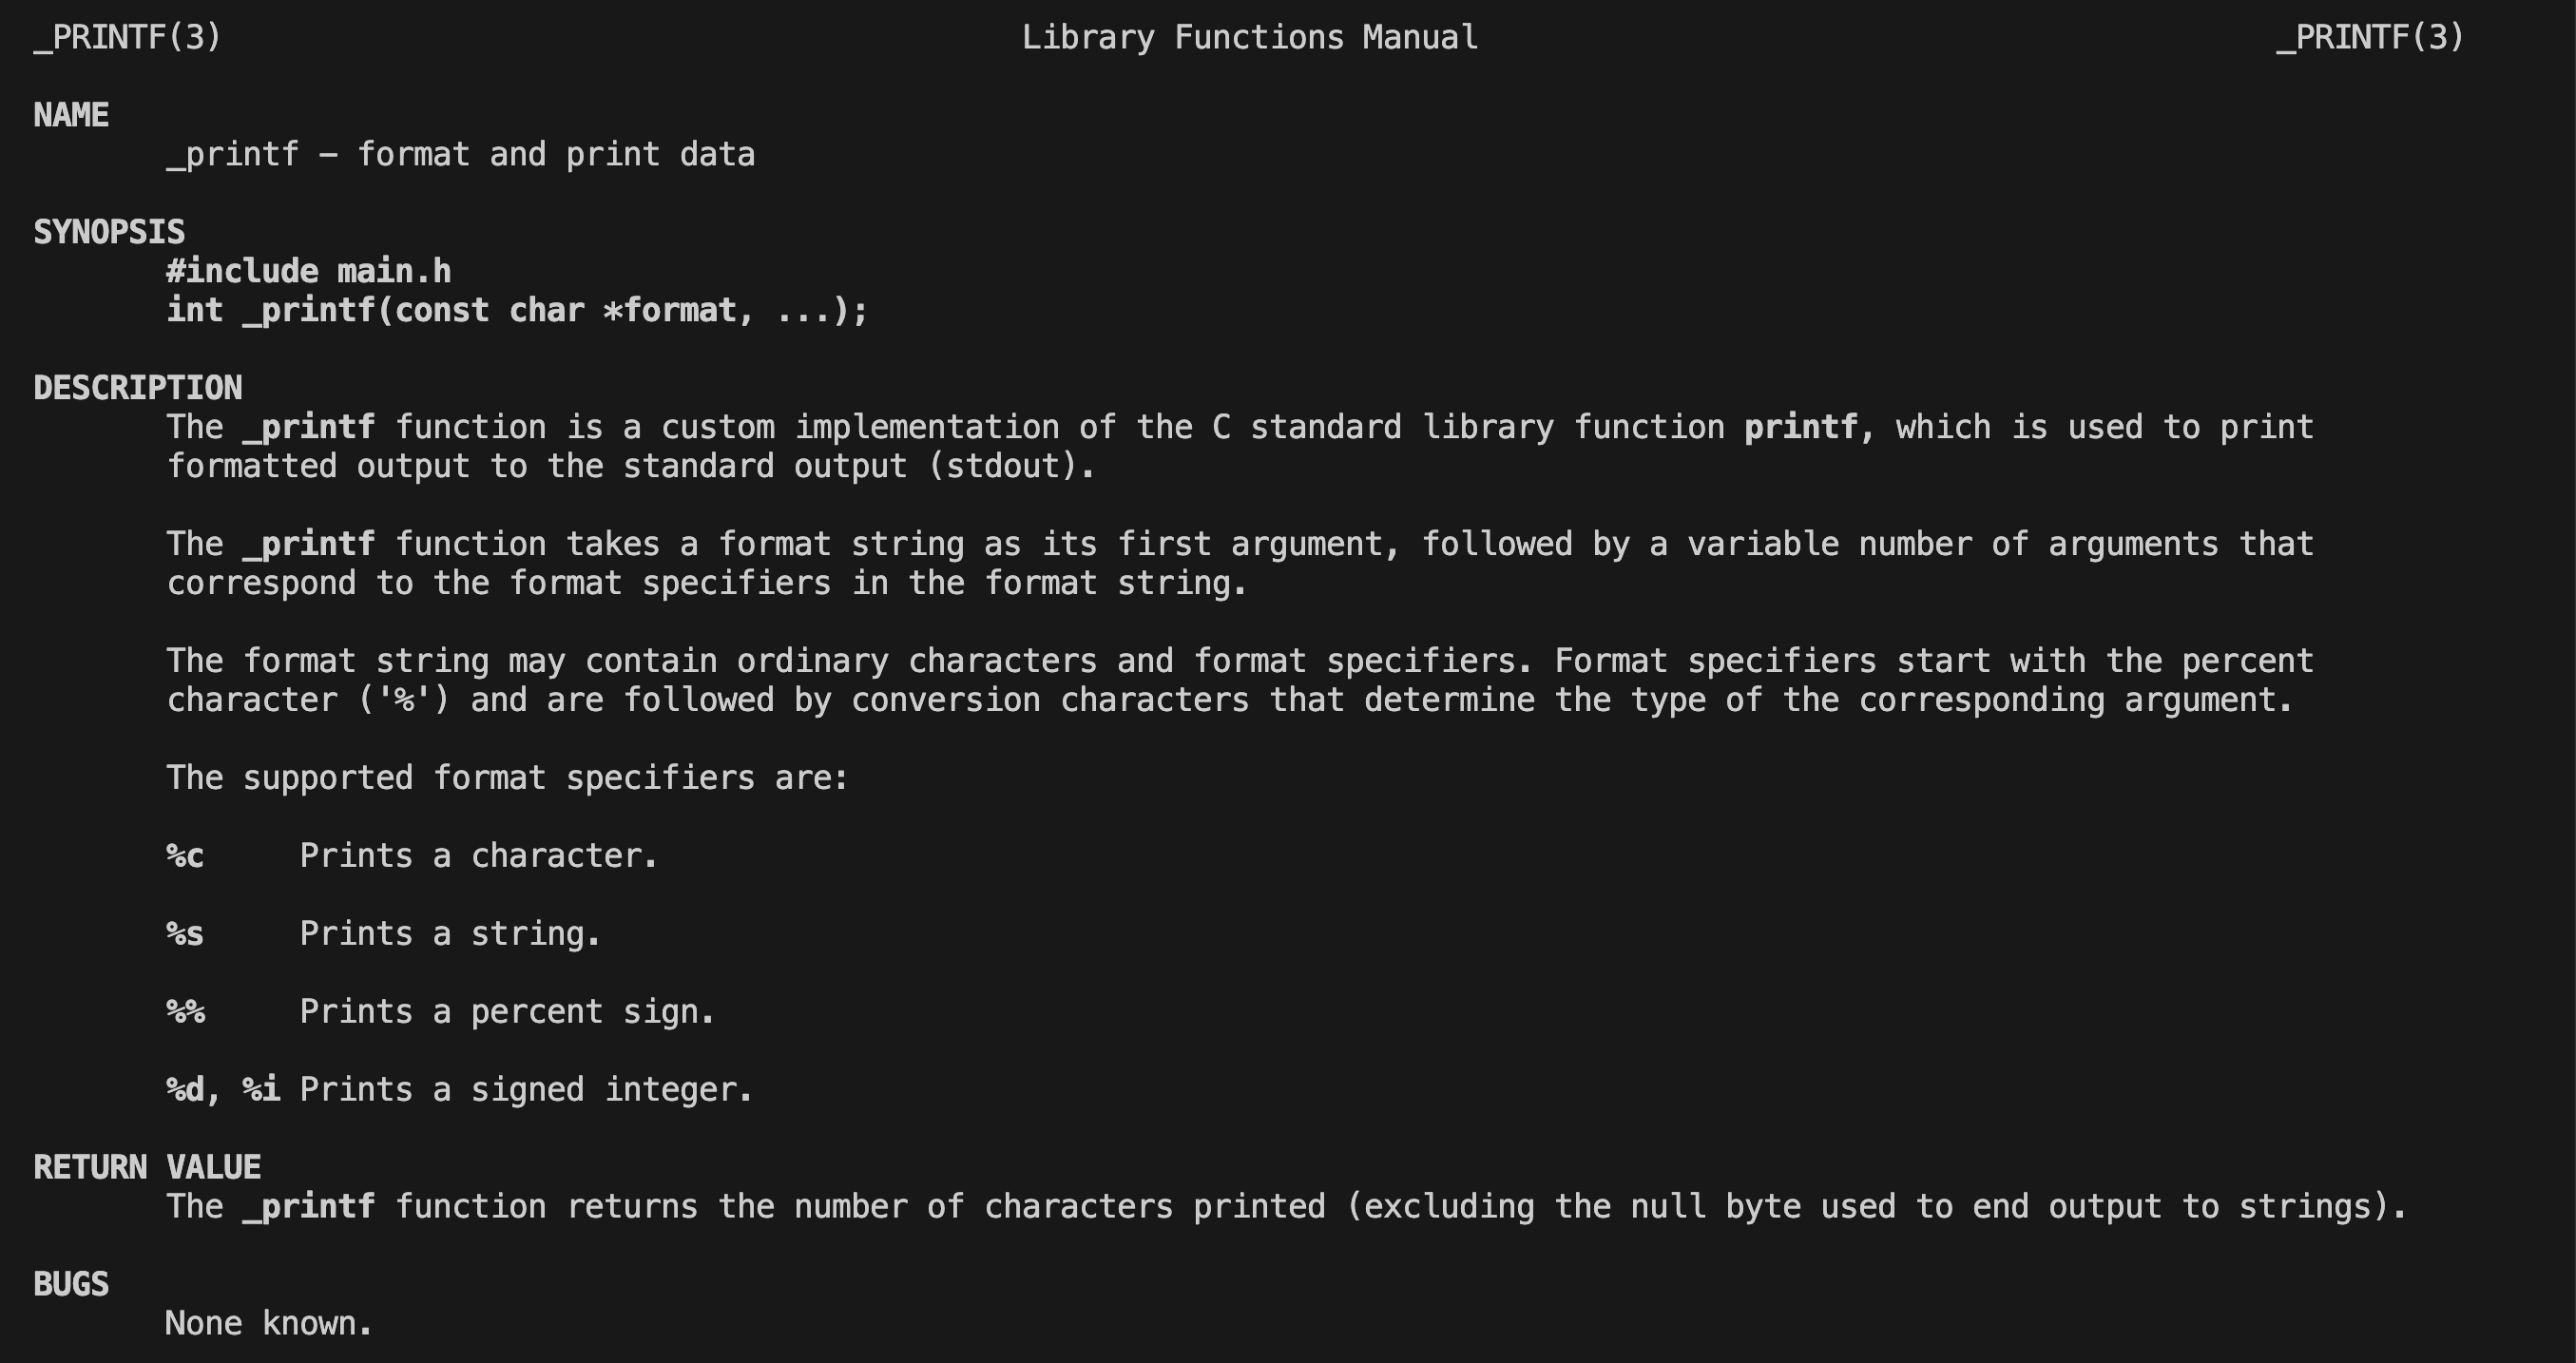 _PRINTF(3) Library Functions Manual _PRINTF(3)
NAME
_printf – format and print data
SYNOPSIS
#include main.h
int _printf(const char *format, ...);
DESCRIPTION
The _printf function is a custom implementation of the C standard library function printf, which is used to print
formatted output to the standard output (stdout).
The _printf function takes a format string as its first argument, followed by a variable number of arguments that
correspond to the format specifiers in the format string.
The format string may contain ordinary characters and format specifiers. Format specifiers start with the percent
character ('%') and are followed by conversion characters that determine the type of the corresponding argument.
The supported format specifiers are:
%c Prints a character.
%s Prints a string.
%% Prints a percent sign.
%d, %i Prints a signed integer.
RETURN VALUE
The _printf function returns the number of characters printed (excluding the null byte used to end output to strings).
BUGS
None known.